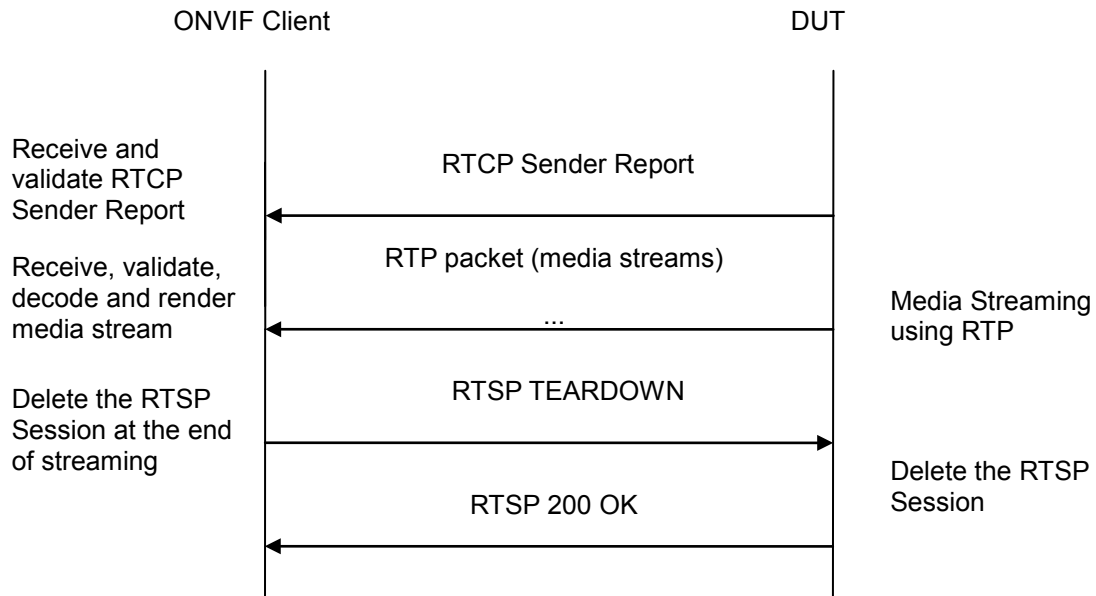 ONVIF Client
DUT
Receive and
validate RTCP
Sender Report
RTCP Sender Report
RTP packet (media streams)
Receive, validate,
decode and render
media stream
...
Media Streaming
using RTP
RTSP TEARDOWN
Delete the RTSP
Session at the end
of streaming
Delete the RTSP
Session
RTSP 200 OK